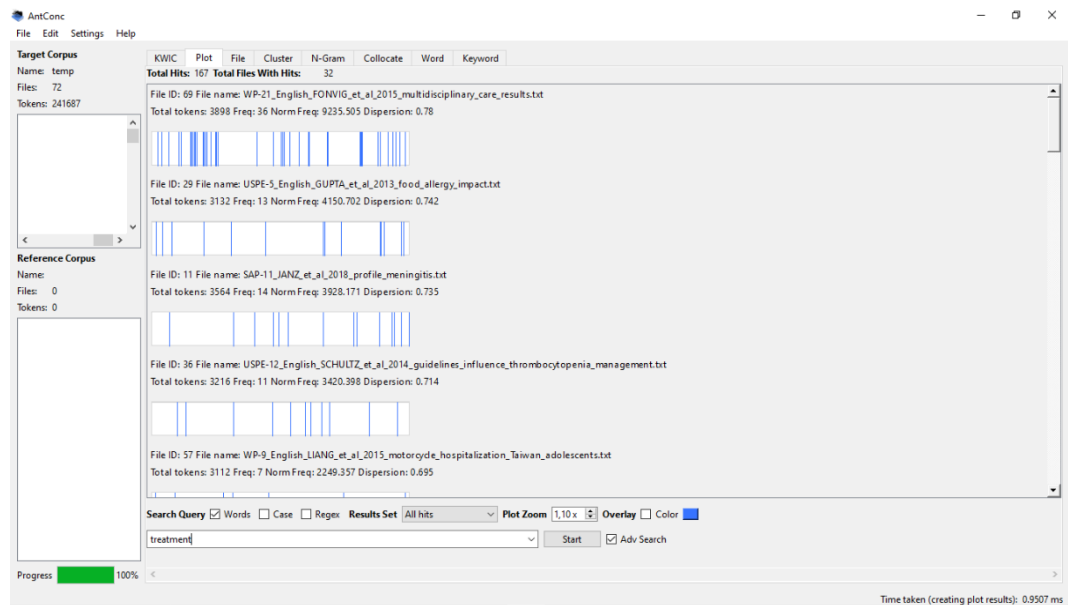 AntConc
File Edit Settings Help
Target Corpus
Name: temp
Files: 72
Tokens: 241687
Reference Corpus
Name:
Files: 0
Tokens: 0
Progress 100%
KWIC Plot File Cluster N-Gram Collocate Word Keyword
Total Hits: 167 Total Files With Hits: 32
File ID: 69 File name: WP-21_English_FONVIG_et_al_2015_multidisciplinary_care_results.txt
Total tokens: 3898 Freq: 36 Norm Freq: 9235.505 Dispersion: 0.78
File ID: 29 File name: USPE-5_English_GUPTA_et_al_2013_food_allergy_impact.txt
Total tokens: 3132 Freq: 13 Norm Freq: 4150.702 Dispersion: 0.742
File ID: 11 File name: SAP-11_JANZ_et_al_2018_profile_meningitis.txt
Total tokens: 3564 Freq: 14 Norm Freq: 3928.171 Dispersion: 0.735
File ID: 36 File name: USPE-12_English_SCHULTZ_et_al_2014_guidelines_influence_thrombocytopenia_management.txt
Total tokens: 3216 Freq: 11 Norm Freq: 3420.398 Dispersion: 0.714
File ID: 57 File name: WP-9_English_LIANG_et_al_2015_motorcycle_hospitalization_Taiwan_adolescents.txt
Total tokens: 3112 Freq: 7 Norm Freq: 2249.357 Dispersion: 0.695
Search Query Words Case Regex Results Set All hits Plot Zoom 1,10 x Overlay Color
treatment Start Adv Search
Time taken (creating plot results): 0.9507 ms